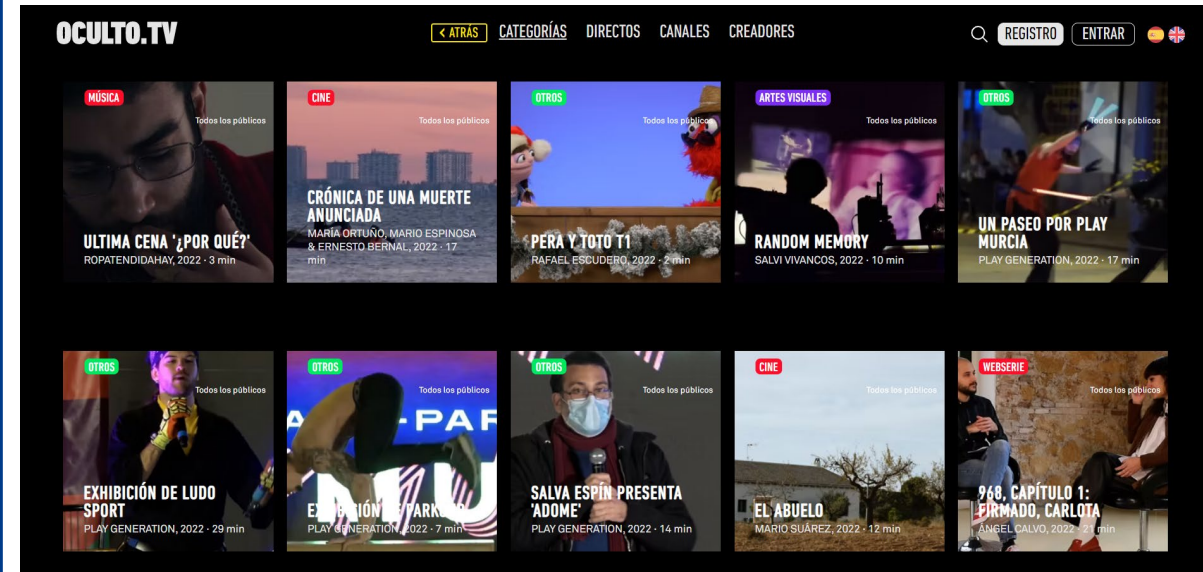 OCULTO.TV
< ATRÁS CATEGORÍAS DIRECTOS CANALES CREADORES
REGISTRO ENTRAR
MÚSICA
Todos los públicos
ULTIMA CENA '¿POR QUÉ?'
ROPATENDIDAHAY, 2022 · 3 min
CINE
Todos los públicos
CRÓNICA DE UNA MUERTE
ANUNCIADA
MARÍA ORTUÑO, MARIO ESPINOSA
& ERNESTO BERNAL, 2022 · 17
min
OTROS
Todos los públicos
PERA Y TOTO T1
RAFAEL ESCUDERO, 2022 · 2 min
ARTES VISUALES
Todos los públicos
RANDOM MEMORY
SALVI VIVANCOS, 2022 · 10 min
OTROS
Todos los públicos
UN PASEO POR PLAY
MURCIA
PLAY GENERATION, 2022 · 17 min
OTROS
Todos los públicos
EXHIBICIÓN DE LUDO
SPORT
PLAY GENERATION, 2022 · 29 min
OTROS
Todos los públicos
EXHIBICIÓN DE PARKOUR
PLAY GENERATION, 2022 · 7 min
OTROS
Todos los públicos
SALVA ESPÍN PRESENTA
'ADOME'
PLAY GENERATION, 2022 · 14 min
CINE
Todos los públicos
EL ABUELO
MARIO SUÁREZ, 2022 · 12 min
WEBSERIE
Todos los públicos
968, CAPÍTULO 1:
FIRMADO, CARLOTA
ÁNGEL CALVO, 2022 · 21 min